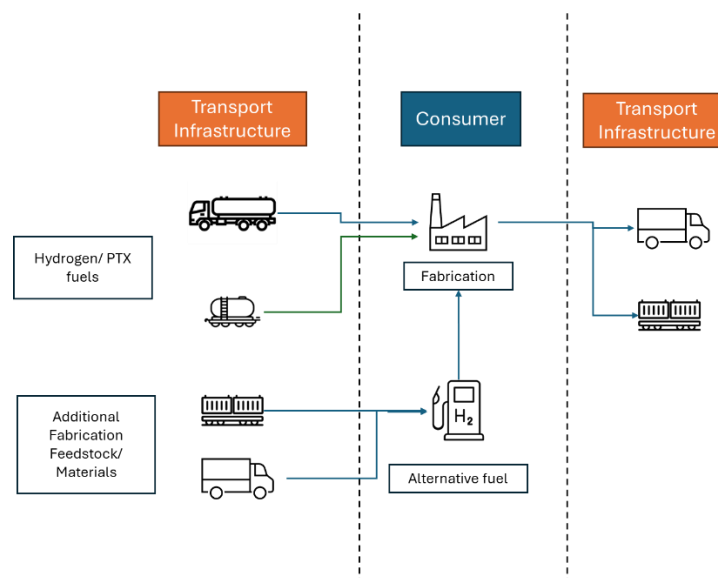 Transport
Infrastructure
Consumer
Transport
Infrastructure
Hydrogen/ PTX
fuels
Fabrication
Additional
Fabrication
Feedstock/
Materials
H₂
Alternative fuel